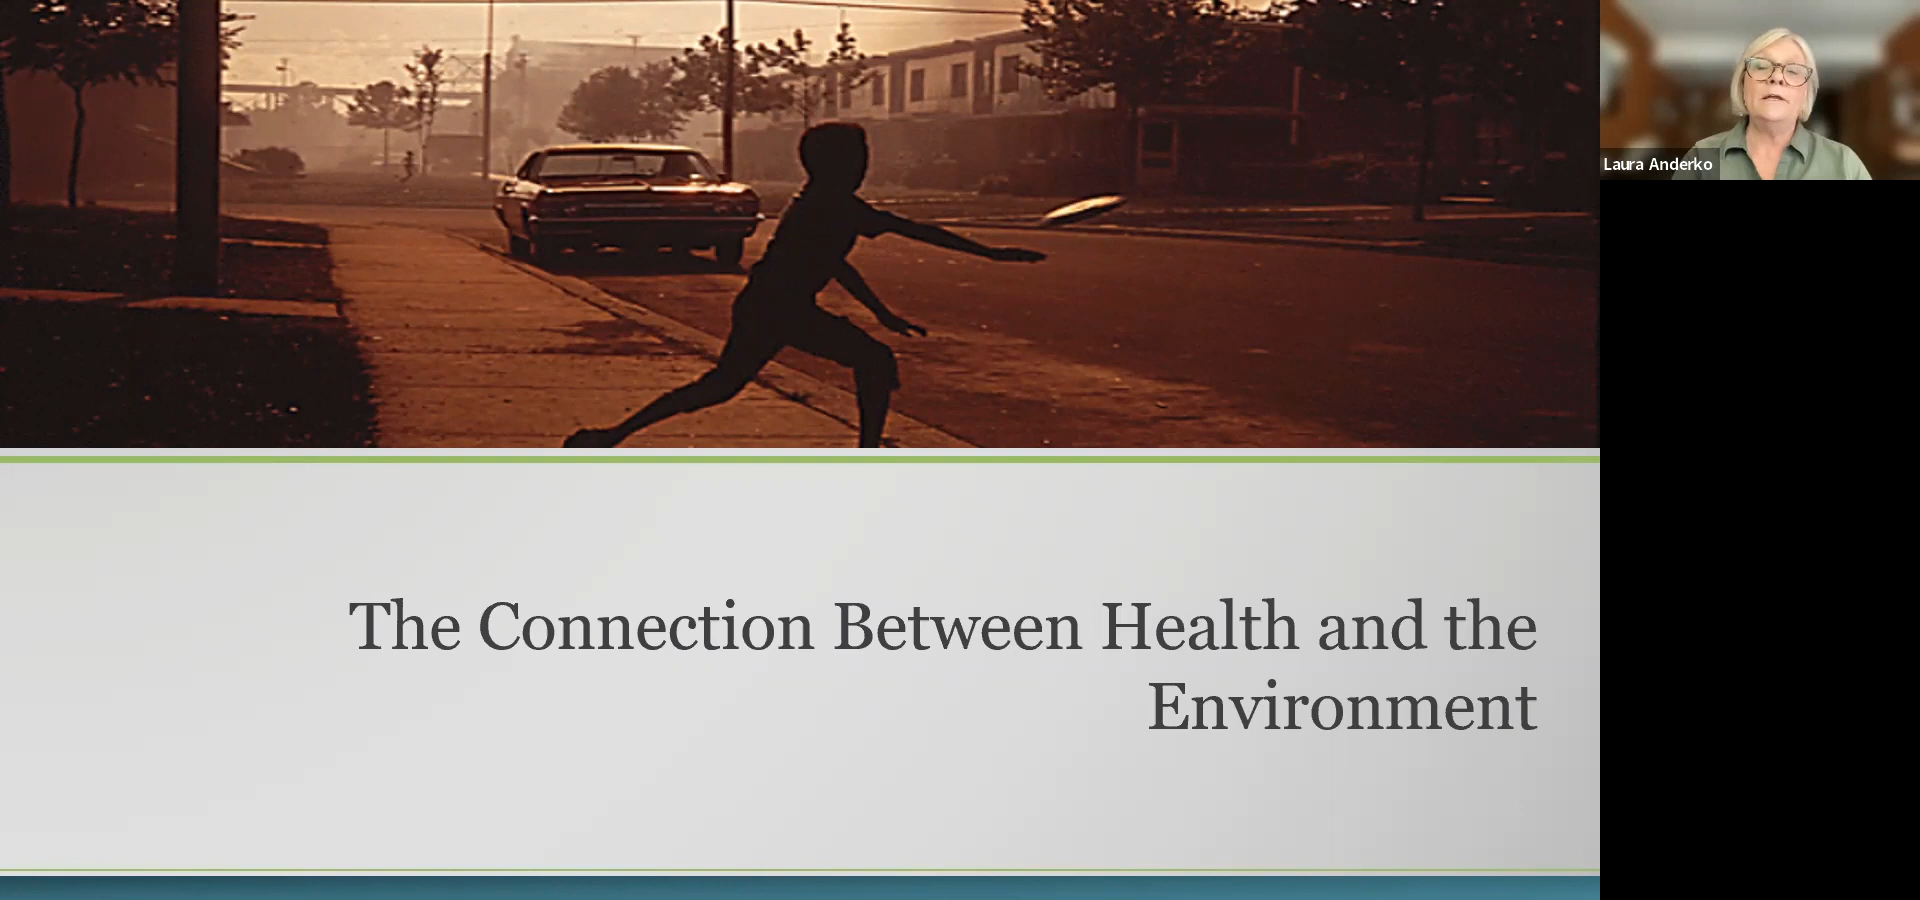 Laura Anderko
The Connection Between Health and the
Environment